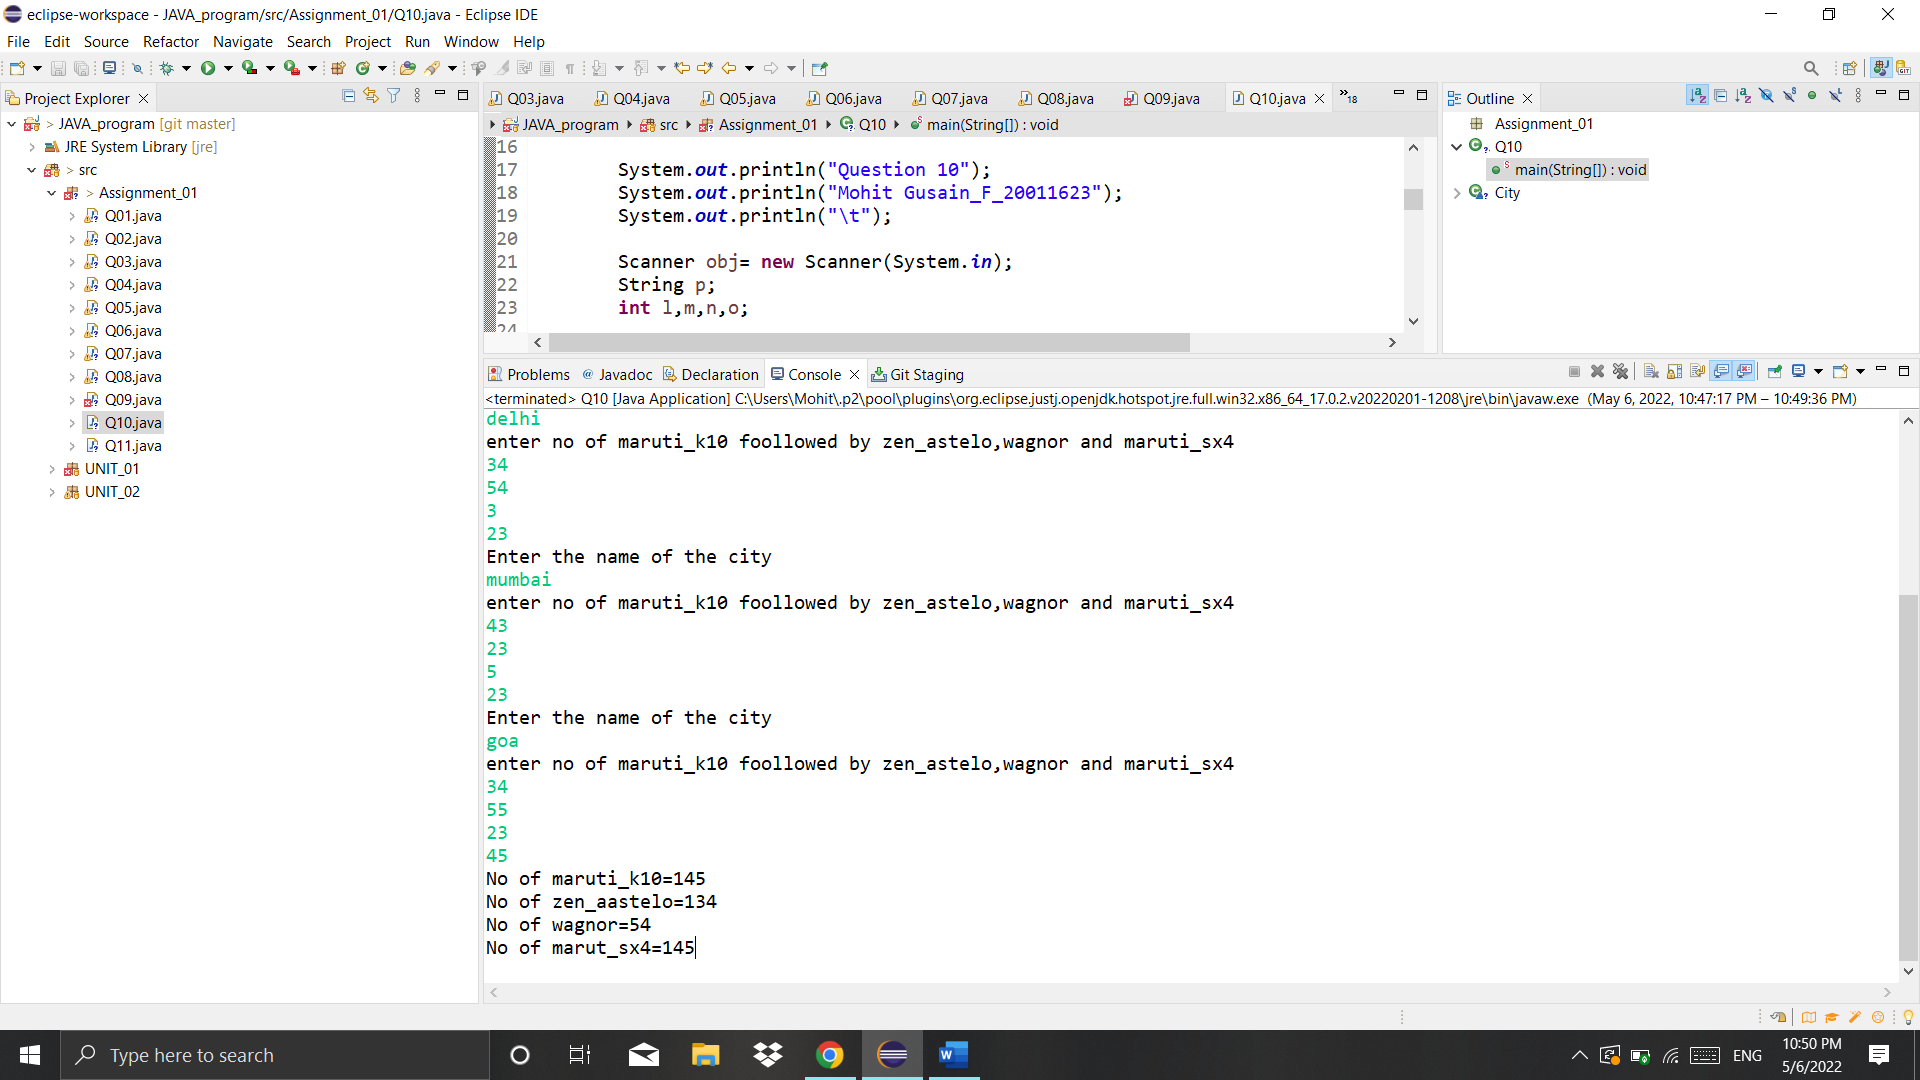 eclipse-workspace - JAVA_program/src/Assignment_01/Q10.java - Eclipse IDE
File Edit Source Refactor Navigate Search Project Run Window Help
Project Explorer
> JAVA_program [git master]
JRE System Library [jre]
> src
> Assignment_01
Q01.java
Q02.java
Q03.java
Q04.java
Q05.java
Q06.java
Q07.java
Q08.java
Q09.java
Q10.java
Q11.java
UNIT_01
UNIT_02
Q03.java Q04.java Q05.java Q06.java Q07.java Q08.java Q09.java Q10.java »18
JAVA_program src Assignment_01 Q10 main(String[]) : void
16
17 System.out.println("Question 10");
18 System.out.println("Mohit Gusain_F_20011623");
19 System.out.println("\t");
20
21 Scanner obj= new Scanner(System.in);
22 String p;
23 int l,m,n,o;
24
Outline
Assignment_01
Q10
main(String[]) : void
City
Problems Javadoc Declaration Console Git Staging
<terminated> Q10 [Java Application] C:\Users\Mohit\.p2\pool\plugins\org.eclipse.justj.openjdk.hotspot.jre.full.win32.x86_64_17.0.2.v20220201-1208\jre\bin\javaw.exe (May 6, 2022, 10:47:17 PM – 10:49:36 PM)
delhi
enter no of maruti_k10 foollowed by zen_astelo,wagnor and maruti_sx4
34
54
3
23
Enter the name of the city
mumbai
enter no of maruti_k10 foollowed by zen_astelo,wagnor and maruti_sx4
43
23
5
23
Enter the name of the city
goa
enter no of maruti_k10 foollowed by zen_astelo,wagnor and maruti_sx4
34
55
23
45
No of maruti_k10=145
No of zen_aastelo=134
No of wagnor=54
No of marut_sx4=145
Type here to search
ENG
10:50 PM
5/6/2022